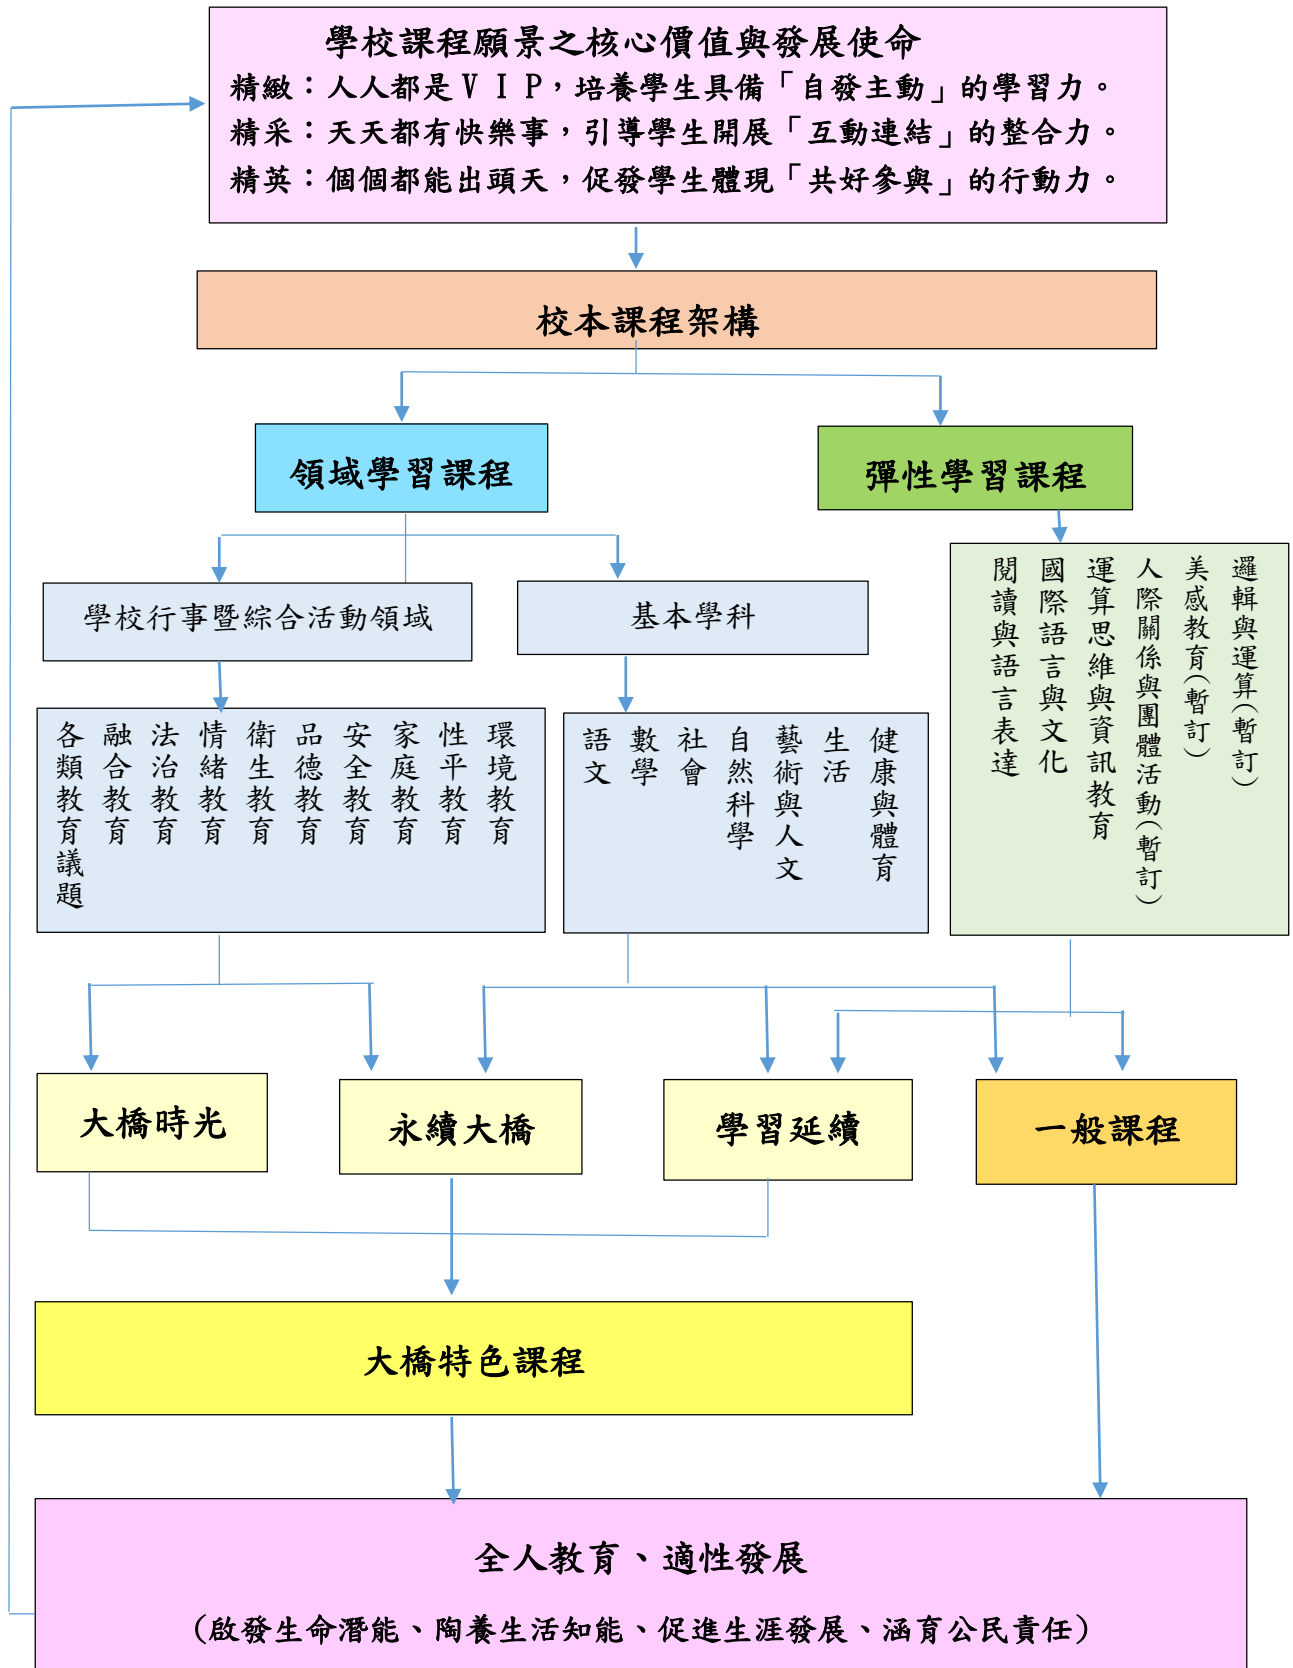 學校課程願景之核心價值與發展使命
精緻：人人都是ＶＩＰ，培養學生具備「自發主動」的學習力。
精采：天天都有快樂事，引導學生開展「互動連結」的整合力。
精英：個個都能出頭天，促發學生體現「共好參與」的行動力。
校本課程架構
領域學習課程
彈性學習課程
學校行事暨綜合活動領域
基本學科
環境教育
性平教育
家庭教育
安全教育
品德教育
衛生教育
情緒教育
法治教育
融合教育
各類教育議題
健康與體育
生活
藝術與人文
自然科學
社會
數學
語文
邏輯與運算(暫訂)
美感教育(暫訂)
人際關係與團體活動(暫訂)
運算思維與資訊教育
國際語言與文化
閱讀與語言表達
大橋時光
永續大橋
學習延續
一般課程
大橋特色課程
全人教育、適性發展
(啟發生命潛能、陶養生活知能、促進生涯發展、涵育公民責任)